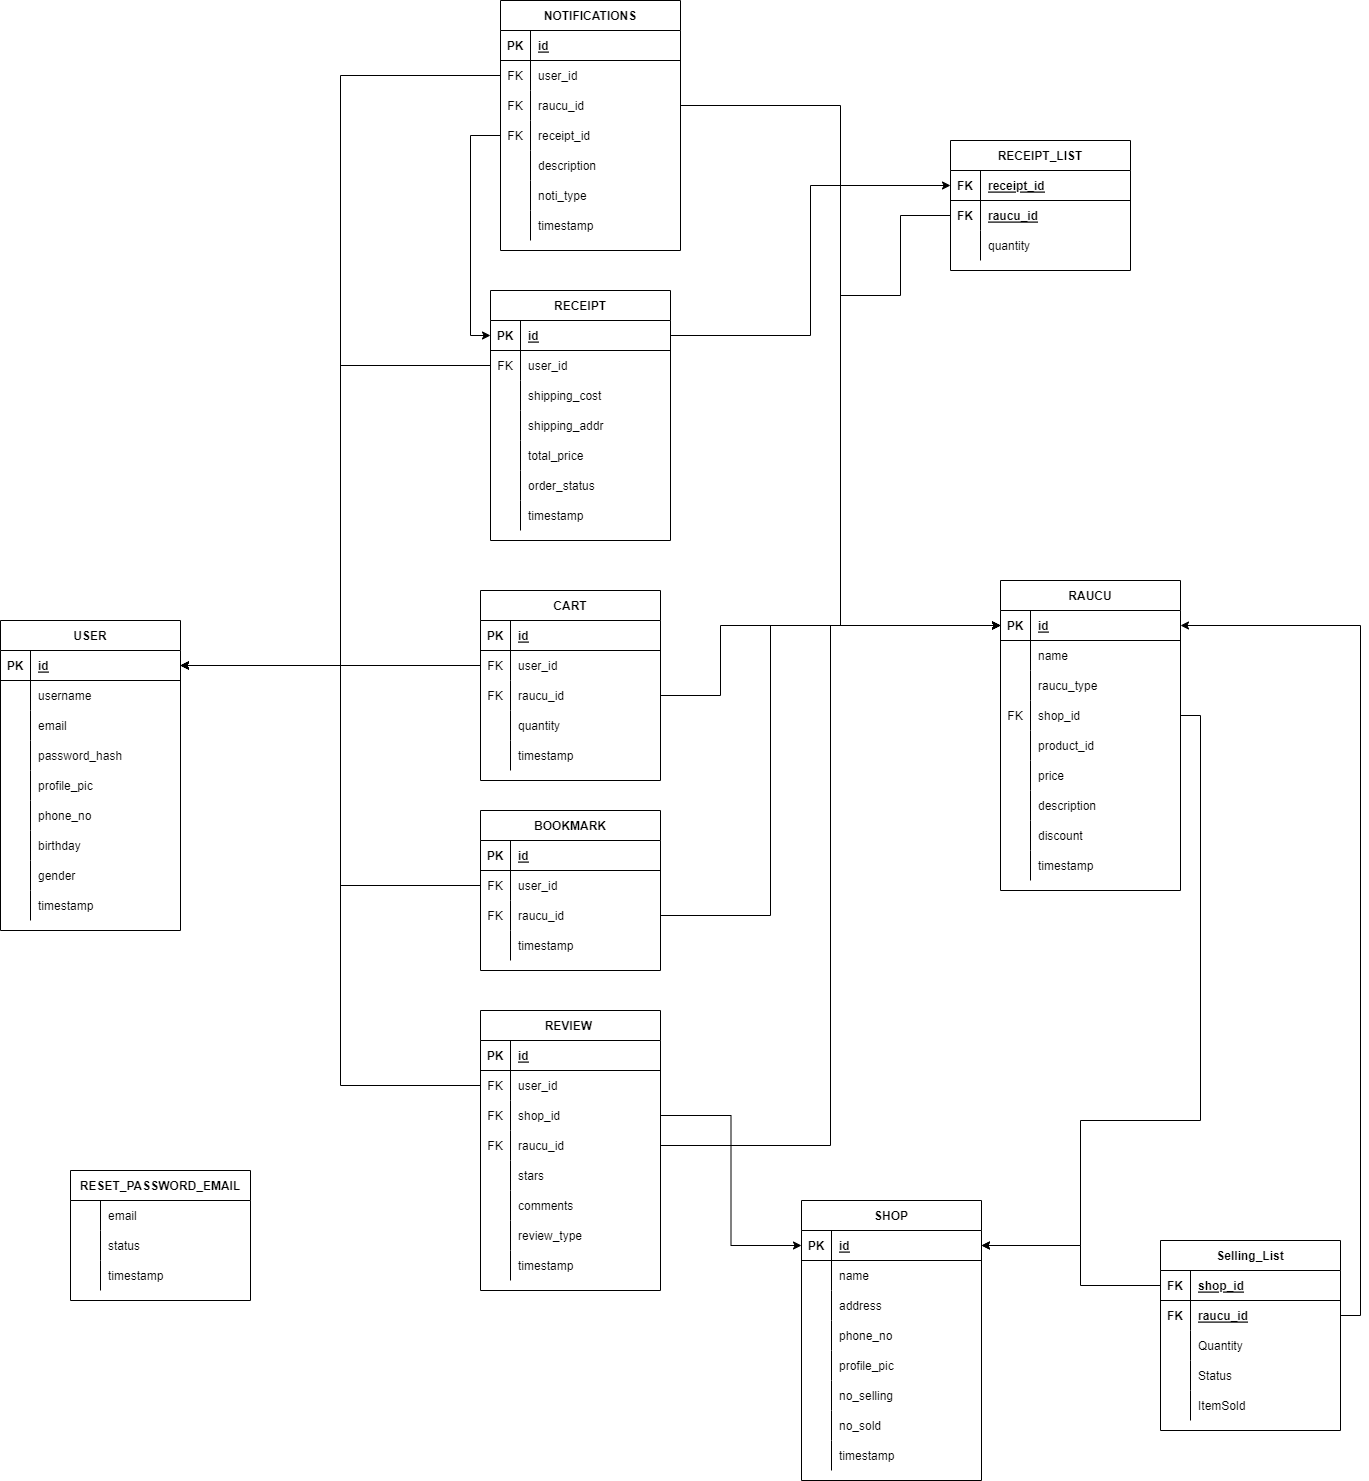 NOTIFICATIONS
PK id
FK user_id
FK raucu_id
FK receipt_id
description
noti_type
timestamp
RECEIPT_LIST
FK receipt_id
FK raucu_id
quantity
RECEIPT
PK id
FK user_id
shipping_cost
shipping_addr
total_price
order_status
timestamp
USER
PK id
username
email
password_hash
profile_pic
phone_no
birthday
gender
timestamp
CART
PK id
FK user_id
FK raucu_id
quantity
timestamp
RAUCU
PK id
name
raucu_type
FK shop_id
product_id
price
description
discount
timestamp
BOOKMARK
PK id
FK user_id
FK raucu_id
timestamp
REVIEW
PK id
FK user_id
FK shop_id
FK raucu_id
stars
comments
review_type
timestamp
RESET_PASSWORD_EMAIL
email
status
timestamp
SHOP
PK id
name
address
phone_no
profile_pic
no_selling
no_sold
timestamp
Selling_List
FK shop_id
FK raucu_id
Quantity
Status
ItemSold